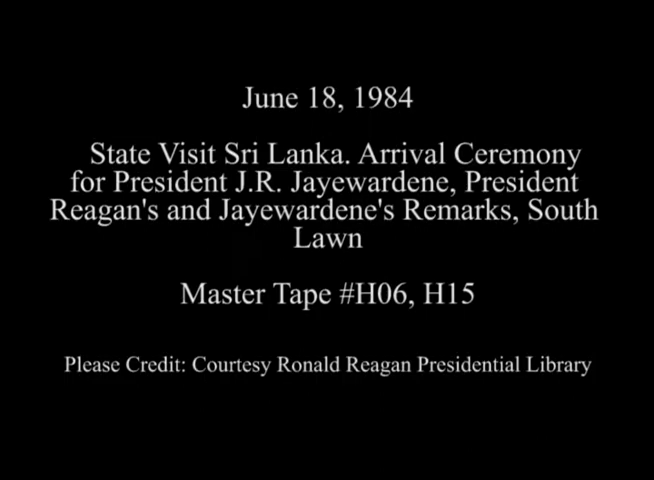 June 18, 1984
State Visit Sri Lanka. Arrival Ceremony
for President J.R. Jayewardene, President
Reagan's and Jayewardene's Remarks, South
Lawn
Master Tape #H06, H15
Please Credit: Courtesy Ronald Reagan Presidential Library